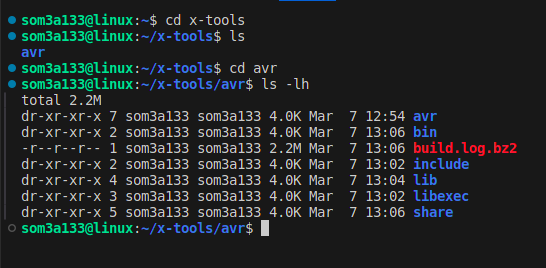 som3a133@linux:~$ cd x-tools
som3a133@linux:~/x-tools$ ls
avr
som3a133@linux:~/x-tools$ cd avr
som3a133@linux:~/x-tools/avr$ ls -lh
total 2.2M
dr-xr-xr-x 7 som3a133 som3a133 4.0K Mar  7 12:54 avr
dr-xr-xr-x 2 som3a133 som3a133 4.0K Mar  7 13:06 bin
-r--r--r-- 1 som3a133 som3a133 2.2M Mar  7 13:06 build.log.bz2
dr-xr-xr-x 2 som3a133 som3a133 4.0K Mar  7 13:02 include
dr-xr-xr-x 4 som3a133 som3a133 4.0K Mar  7 13:04 lib
dr-xr-xr-x 3 som3a133 som3a133 4.0K Mar  7 13:02 libexec
dr-xr-xr-x 5 som3a133 som3a133 4.0K Mar  7 13:06 share
som3a133@linux:~/x-tools/avr$